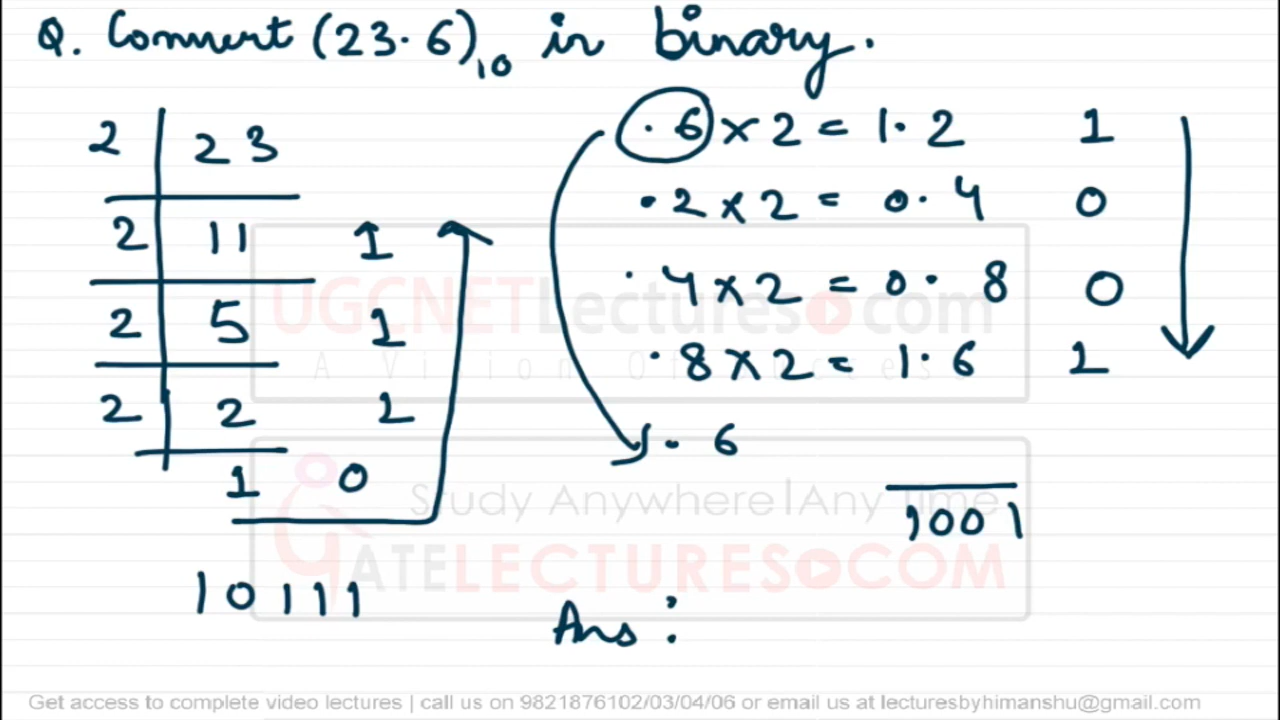 Q. Convert (23.6)10 in binary.
2 | 23
2 | 11 1
2 | 5 1
2 | 2 1
1 0
10111
.6 × 2 = 1.2 1
.2 × 2 = 0.4 0
.4 × 2 = 0.8 0
.8 × 2 = 1.6 1
.6
1001
Ans :
UGCNETLectures.com
A Vision Of Success
Study Anywhere|Any Time
GATELECTURES.COM
Get access to complete video lectures | call us on 9821876102/03/04/06 or email us at lecturesbyhimanshu@gmail.com